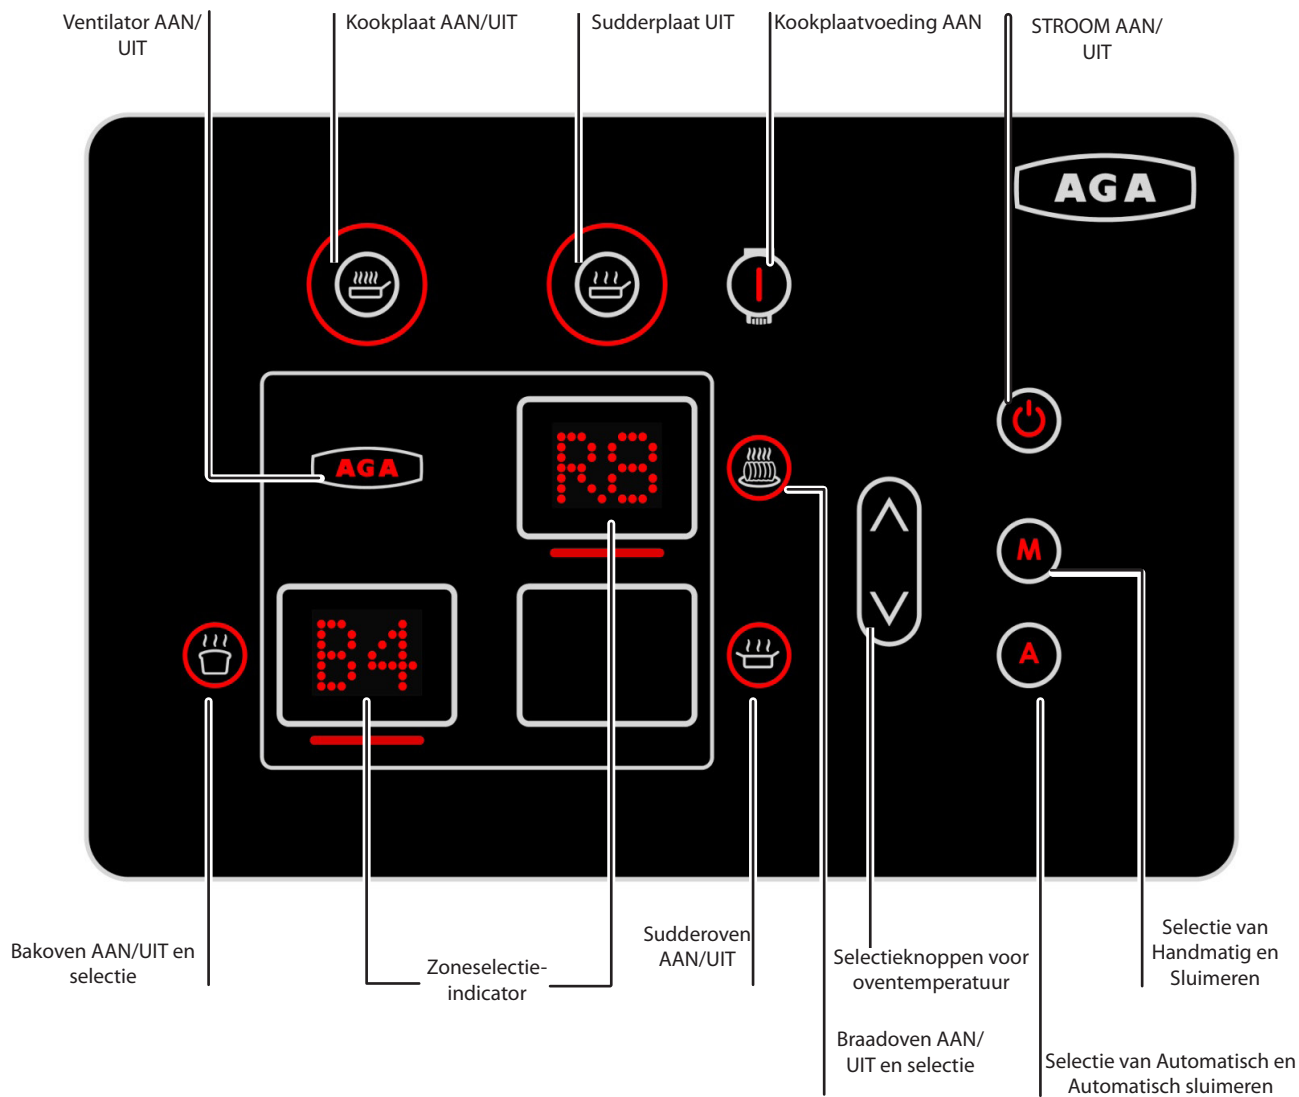 Ventilator AAN/
UIT
Kookplaat AAN/UIT
Sudderplaat UIT
Kookplaatvoeding AAN
STROOM AAN/
UIT
AGA
AGA
R8
M
B4
A
Bakoven AAN/UIT en
selectie
Zoneselectie-
indicator
Sudderoven
AAN/UIT
Selectieknoppen voor
oventemperatuur
Selectie van
Handmatig en
Sluimeren
Braadoven AAN/
UIT en selectie
Selectie van Automatisch en
Automatisch sluimeren